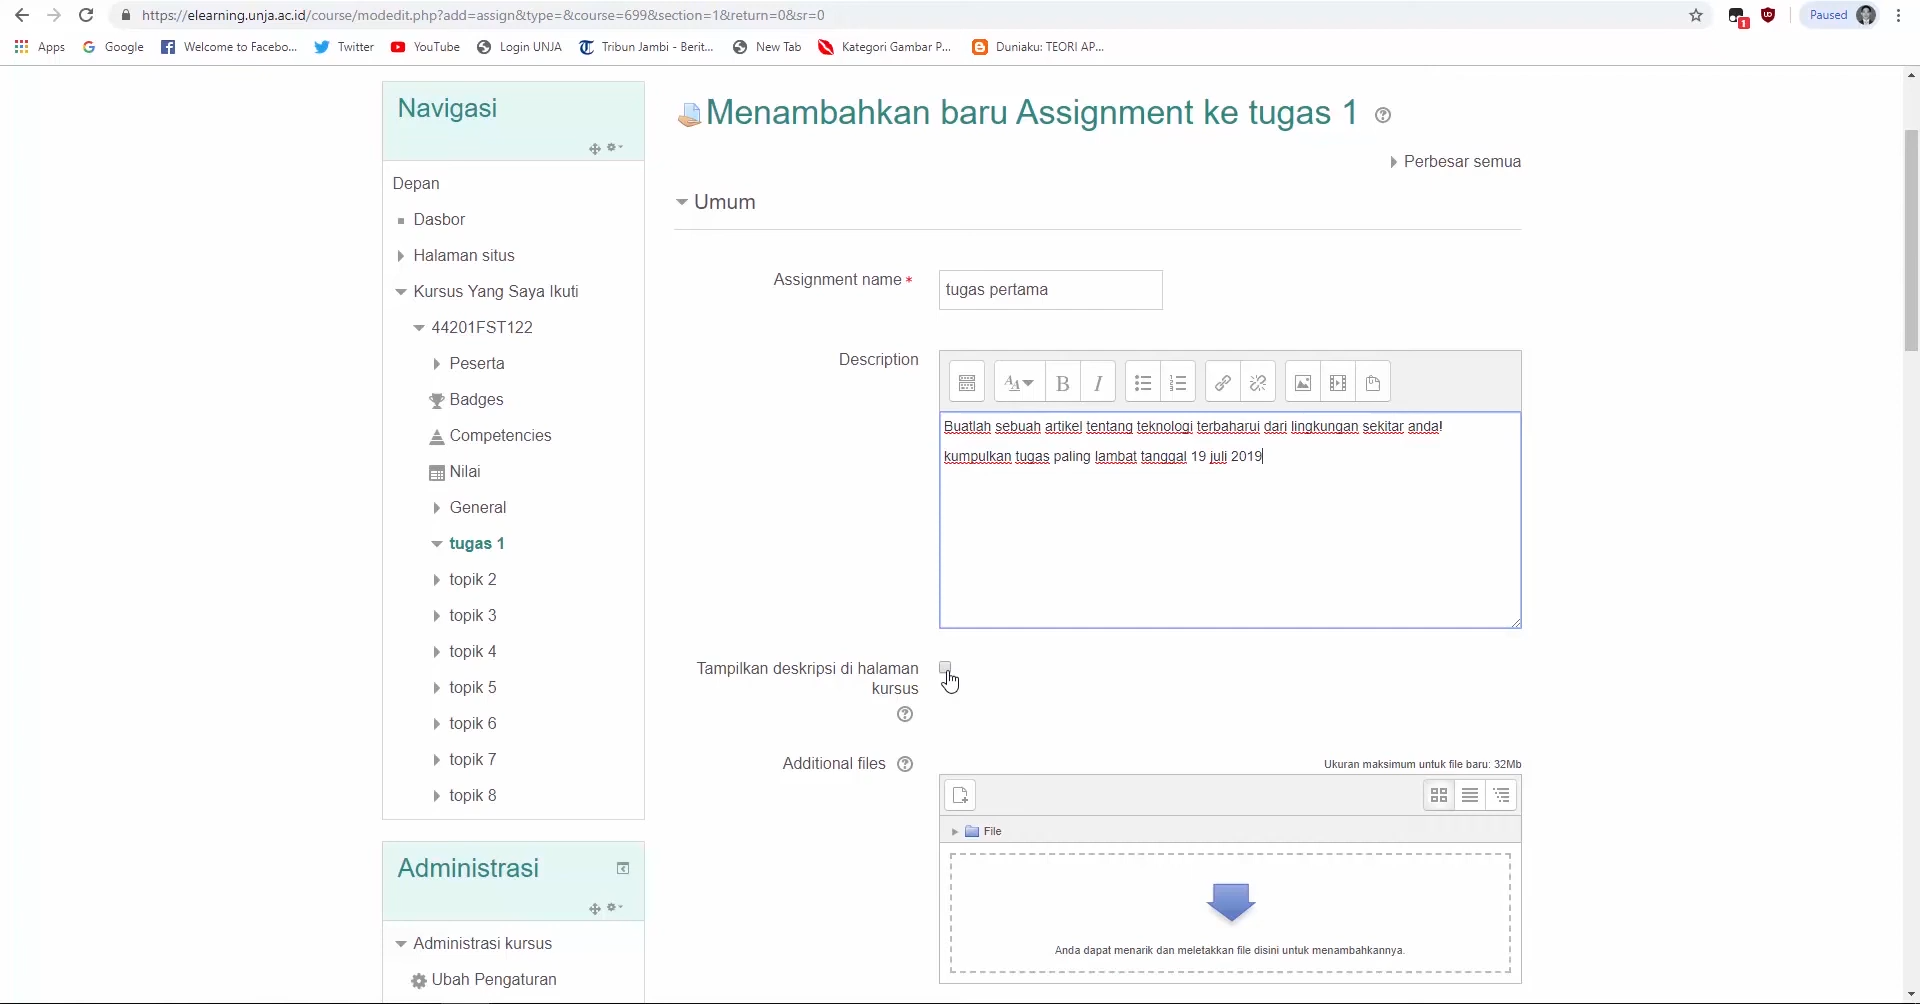 https://elearning.unja.ac.id/course/modedit.php?add=assign&type=&course=699&section=1&return=0&sr=0
1
Paused
Apps
Google
Welcome to Facebo...
Twitter
YouTube
Login UNJA
Tribun Jambi - Berit...
New Tab
Kategori Gambar P...
Duniaku: TEORI AP...
Navigasi
Depan
Dasbor
Halaman situs
Kursus Yang Saya Ikuti
44201FST122
Peserta
Badges
Competencies
Nilai
General
tugas 1
topik 2
topik 3
topik 4
topik 5
topik 6
topik 7
topik 8
Administrasi
Administrasi kursus
Ubah Pengaturan
Menambahkan baru Assignment ke tugas 1
Perbesar semua
Umum
Assignment name *
tugas pertama
Description
Buatlah sebuah artikel tentang teknologi terbaharui dari lingkungan sekitar anda!
kumpulkan tugas paling lambat tanggal 19 juli 2019
Tampilkan deskripsi di halaman
kursus
Additional files
Ukuran maksimum untuk file baru: 32Mb
File
Anda dapat menarik dan meletakkan file disini untuk menambahkannya.